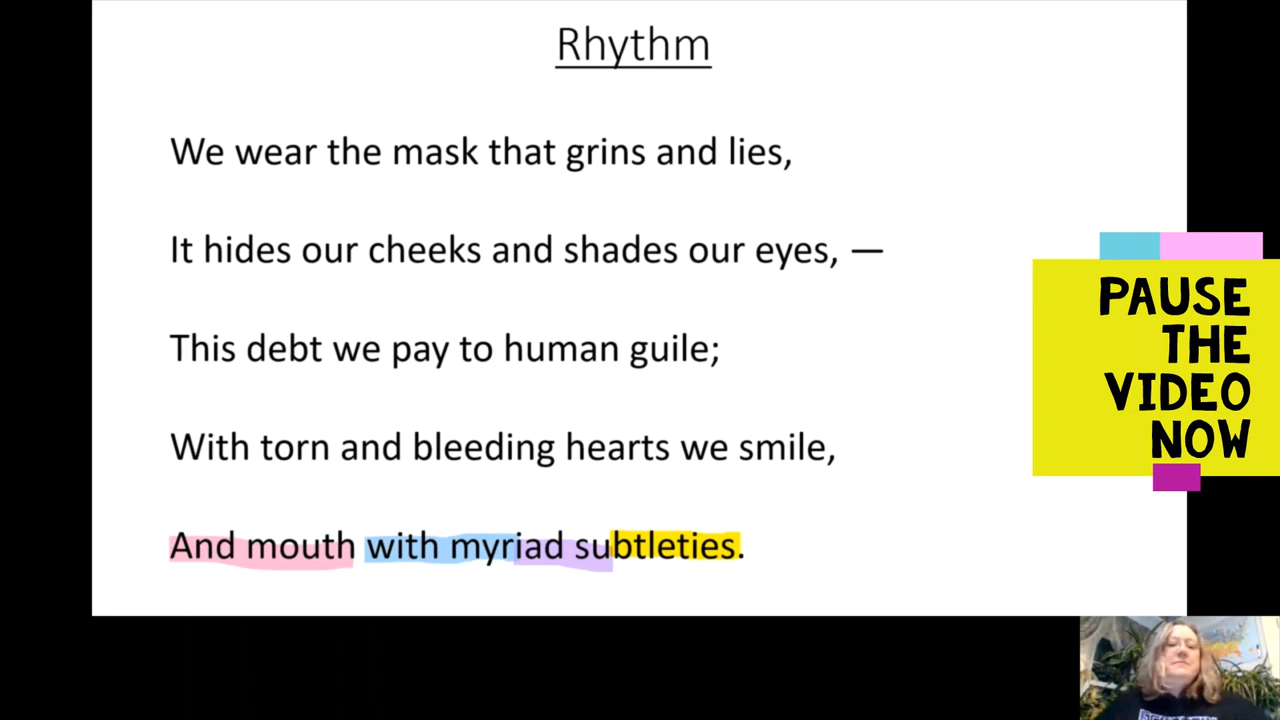 Rhythm
We wear the mask that grins and lies,
It hides our cheeks and shades our eyes, —
This debt we pay to human guile;
With torn and bleeding hearts we smile,
And mouth with myriad subtleties.
PAUSE
THE
VIDEO
NOW